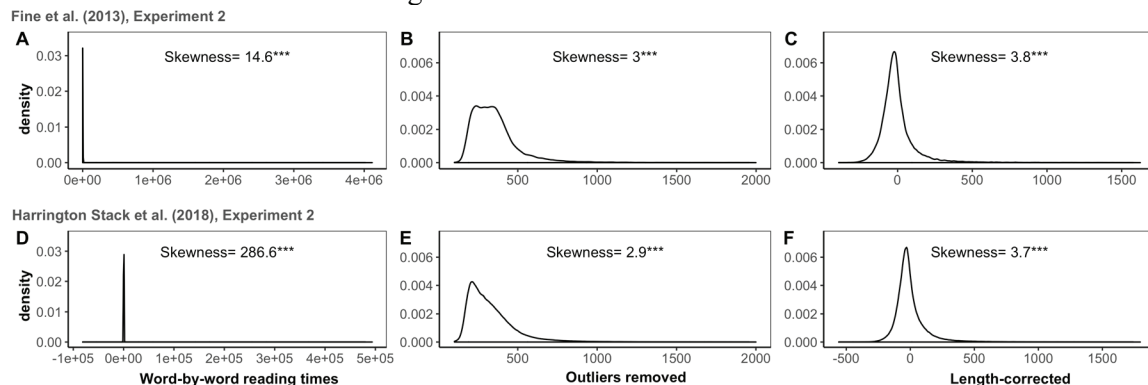 Fine et al. (2013), Experiment 2
A
Skewness= 14.6***
density
0.03
0.02
0.01
0.00
0e+00 1e+06 2e+06 3e+06 4e+06
B
Skewness= 3***
0.006
0.004
0.002
0.000
500 1000 1500 2000
C
Skewness= 3.8***
0.006
0.004
0.002
0.000
0 500 1000 1500
Harrington Stack et al. (2018), Experiment 2
D
Skewness= 286.6***
density
0.03
0.02
0.01
0.00
-1e+05 0e+00 1e+05 2e+05 3e+05 4e+05 5e+05
Word-by-word reading times
E
Skewness= 2.9***
0.006
0.004
0.002
0.000
500 1000 1500 2000
Outliers removed
F
Skewness= 3.7***
0.006
0.004
0.002
0.000
-500 0 500 1000 1500
Length-corrected